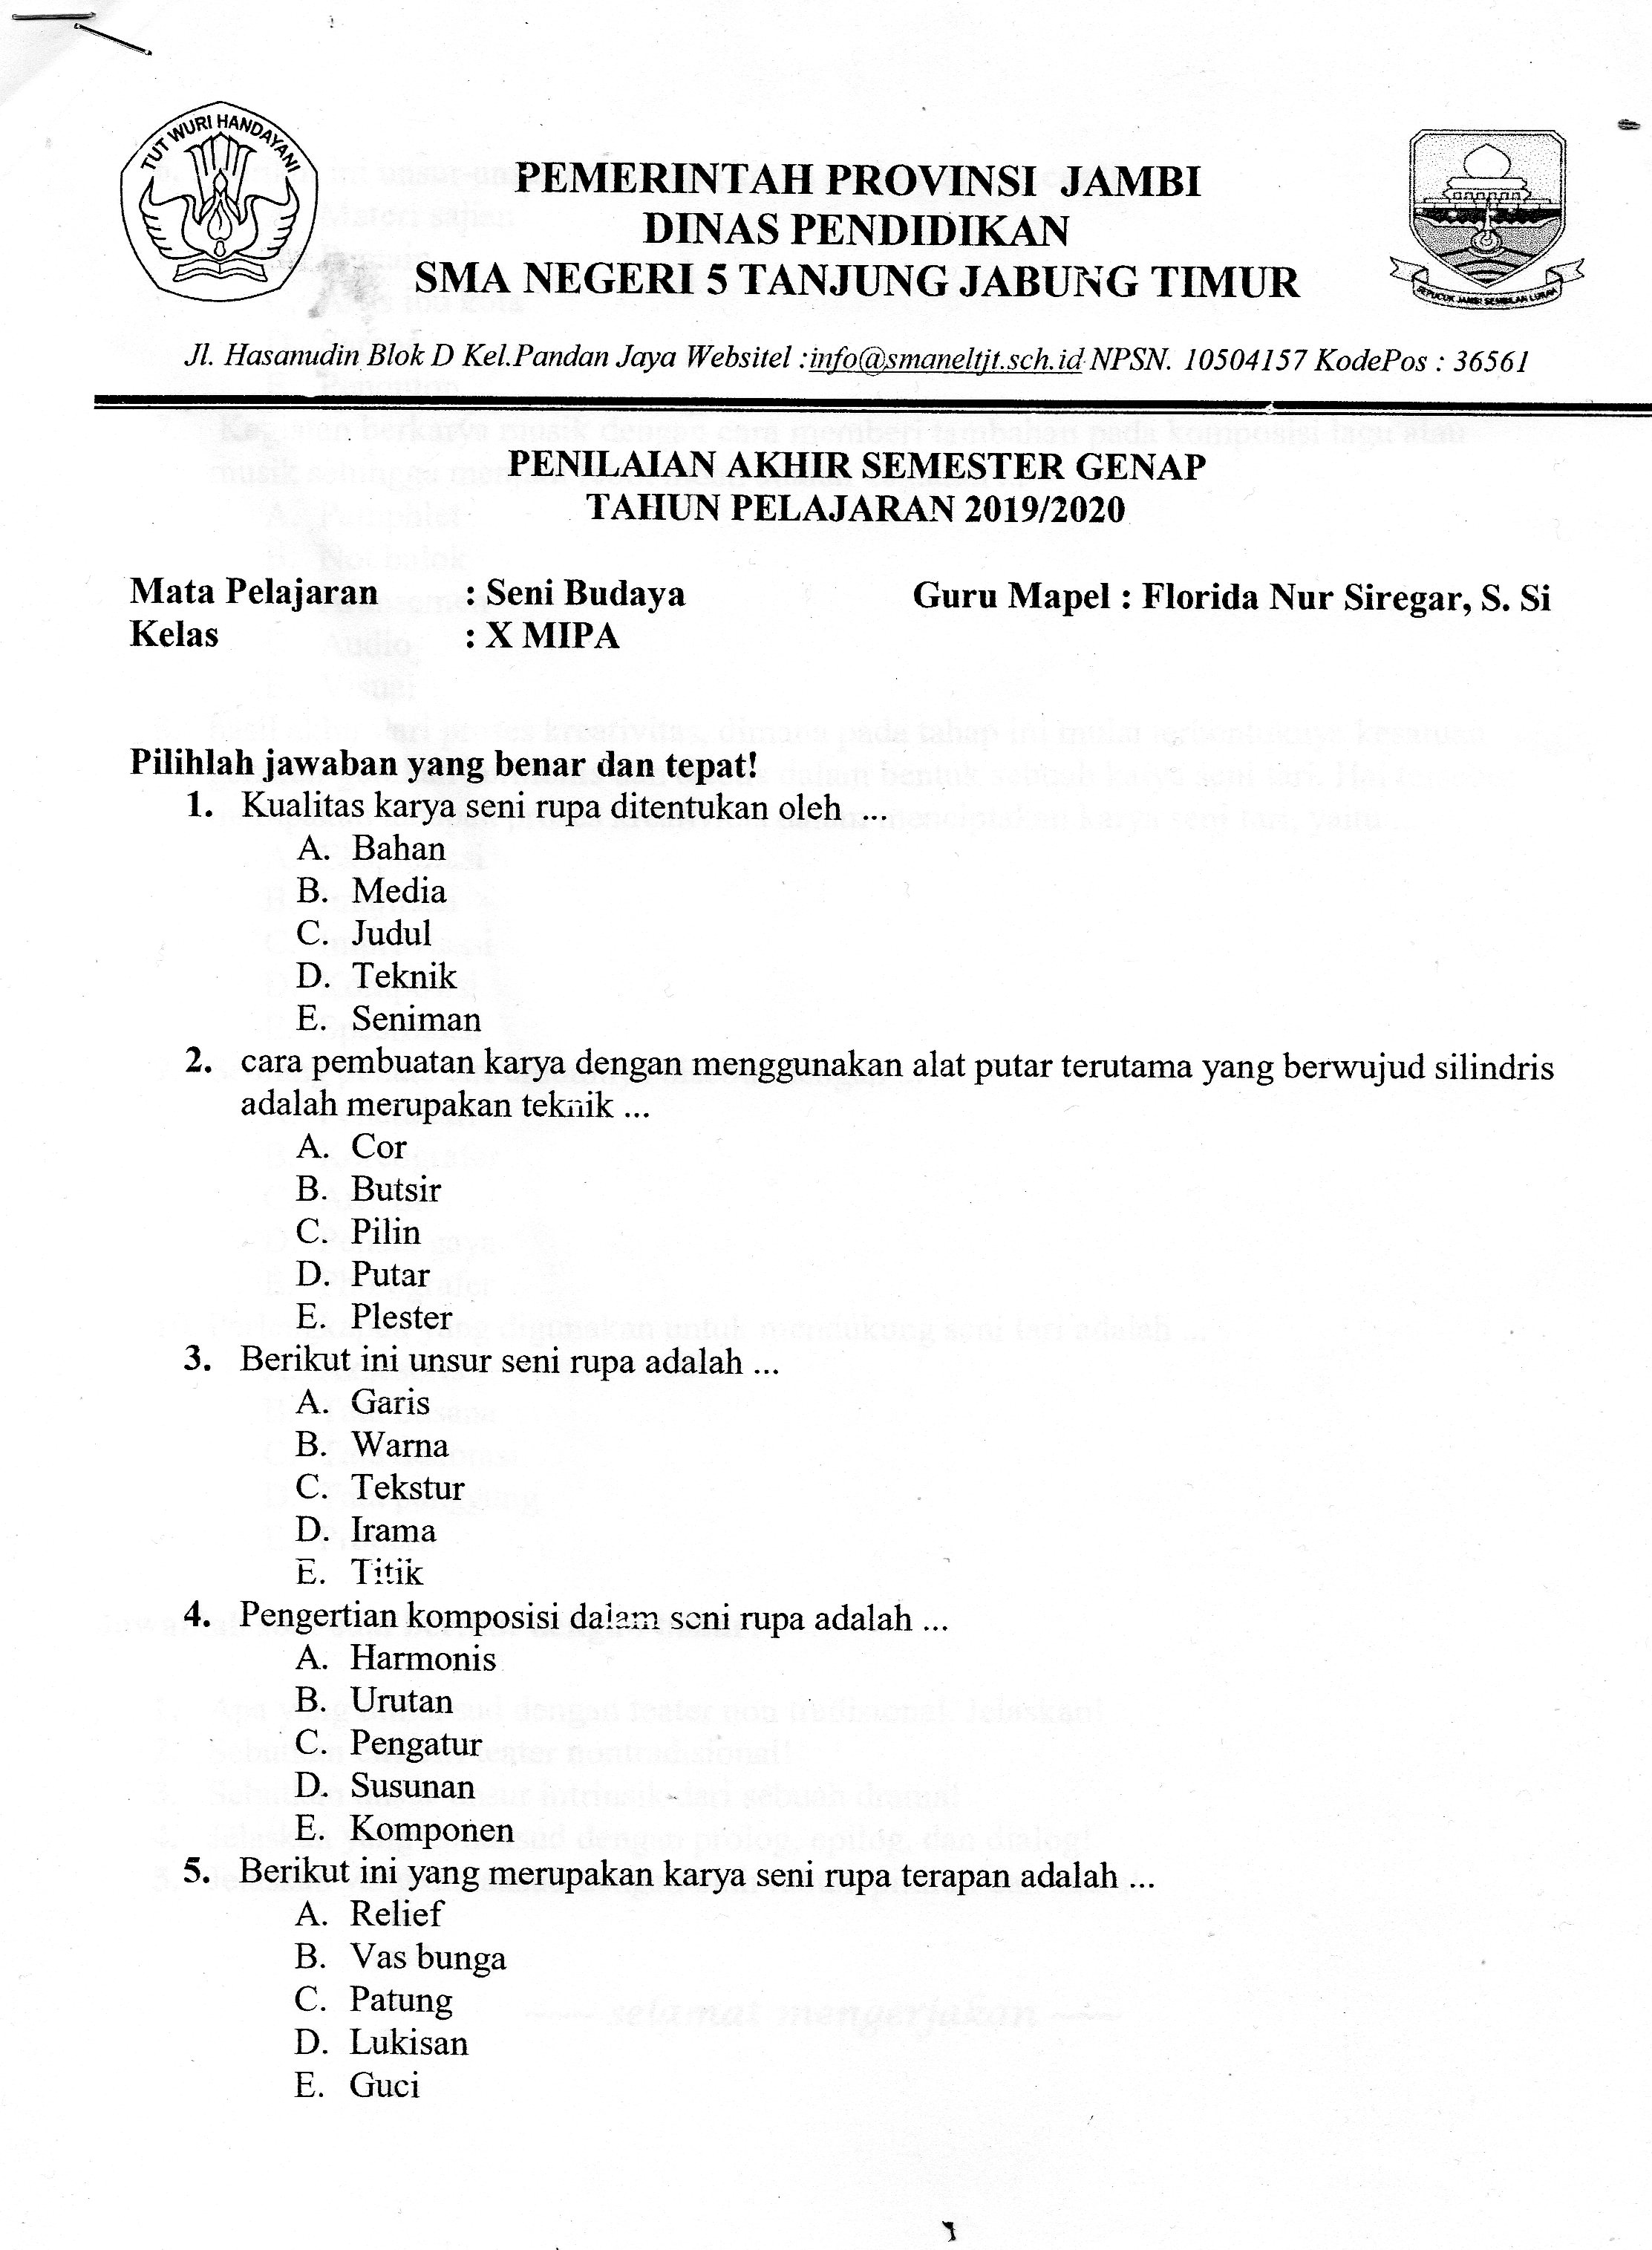 TUT WURI HANDAYANI
PEMERINTAH PROVINSI JAMBI
DINAS PENDIDIKAN
SMA NEGERI 5 TANJUNG JABUNG TIMUR
SEPUCUK JAMBI SEMBILAN LURAH
Jl. Hasanudin Blok D Kel.Pandan Jaya Websitel :info@smaneltjt.sch.id NPSN. 10504157 KodePos : 36561
PENILAIAN AKHIR SEMESTER GENAP
TAHUN PELAJARAN 2019/2020
Mata Pelajaran : Seni Budaya Guru Mapel : Florida Nur Siregar, S. Si
Kelas : X MIPA
Pilihlah jawaban yang benar dan tepat!
1. Kualitas karya seni rupa ditentukan oleh ...
A. Bahan
B. Media
C. Judul
D. Teknik
E. Seniman
2. cara pembuatan karya dengan menggunakan alat putar terutama yang berwujud silindris
adalah merupakan teknik ...
A. Cor
B. Butsir
C. Pilin
D. Putar
E. Plester
3. Berikut ini unsur seni rupa adalah ...
A. Garis
B. Warna
C. Tekstur
D. Irama
E. Titik
4. Pengertian komposisi dalam seni rupa adalah ...
A. Harmonis
B. Urutan
C. Pengatur
D. Susunan
E. Komponen
5. Berikut ini yang merupakan karya seni rupa terapan adalah ...
A. Relief
B. Vas bunga
C. Patung
D. Lukisan
E. Guci